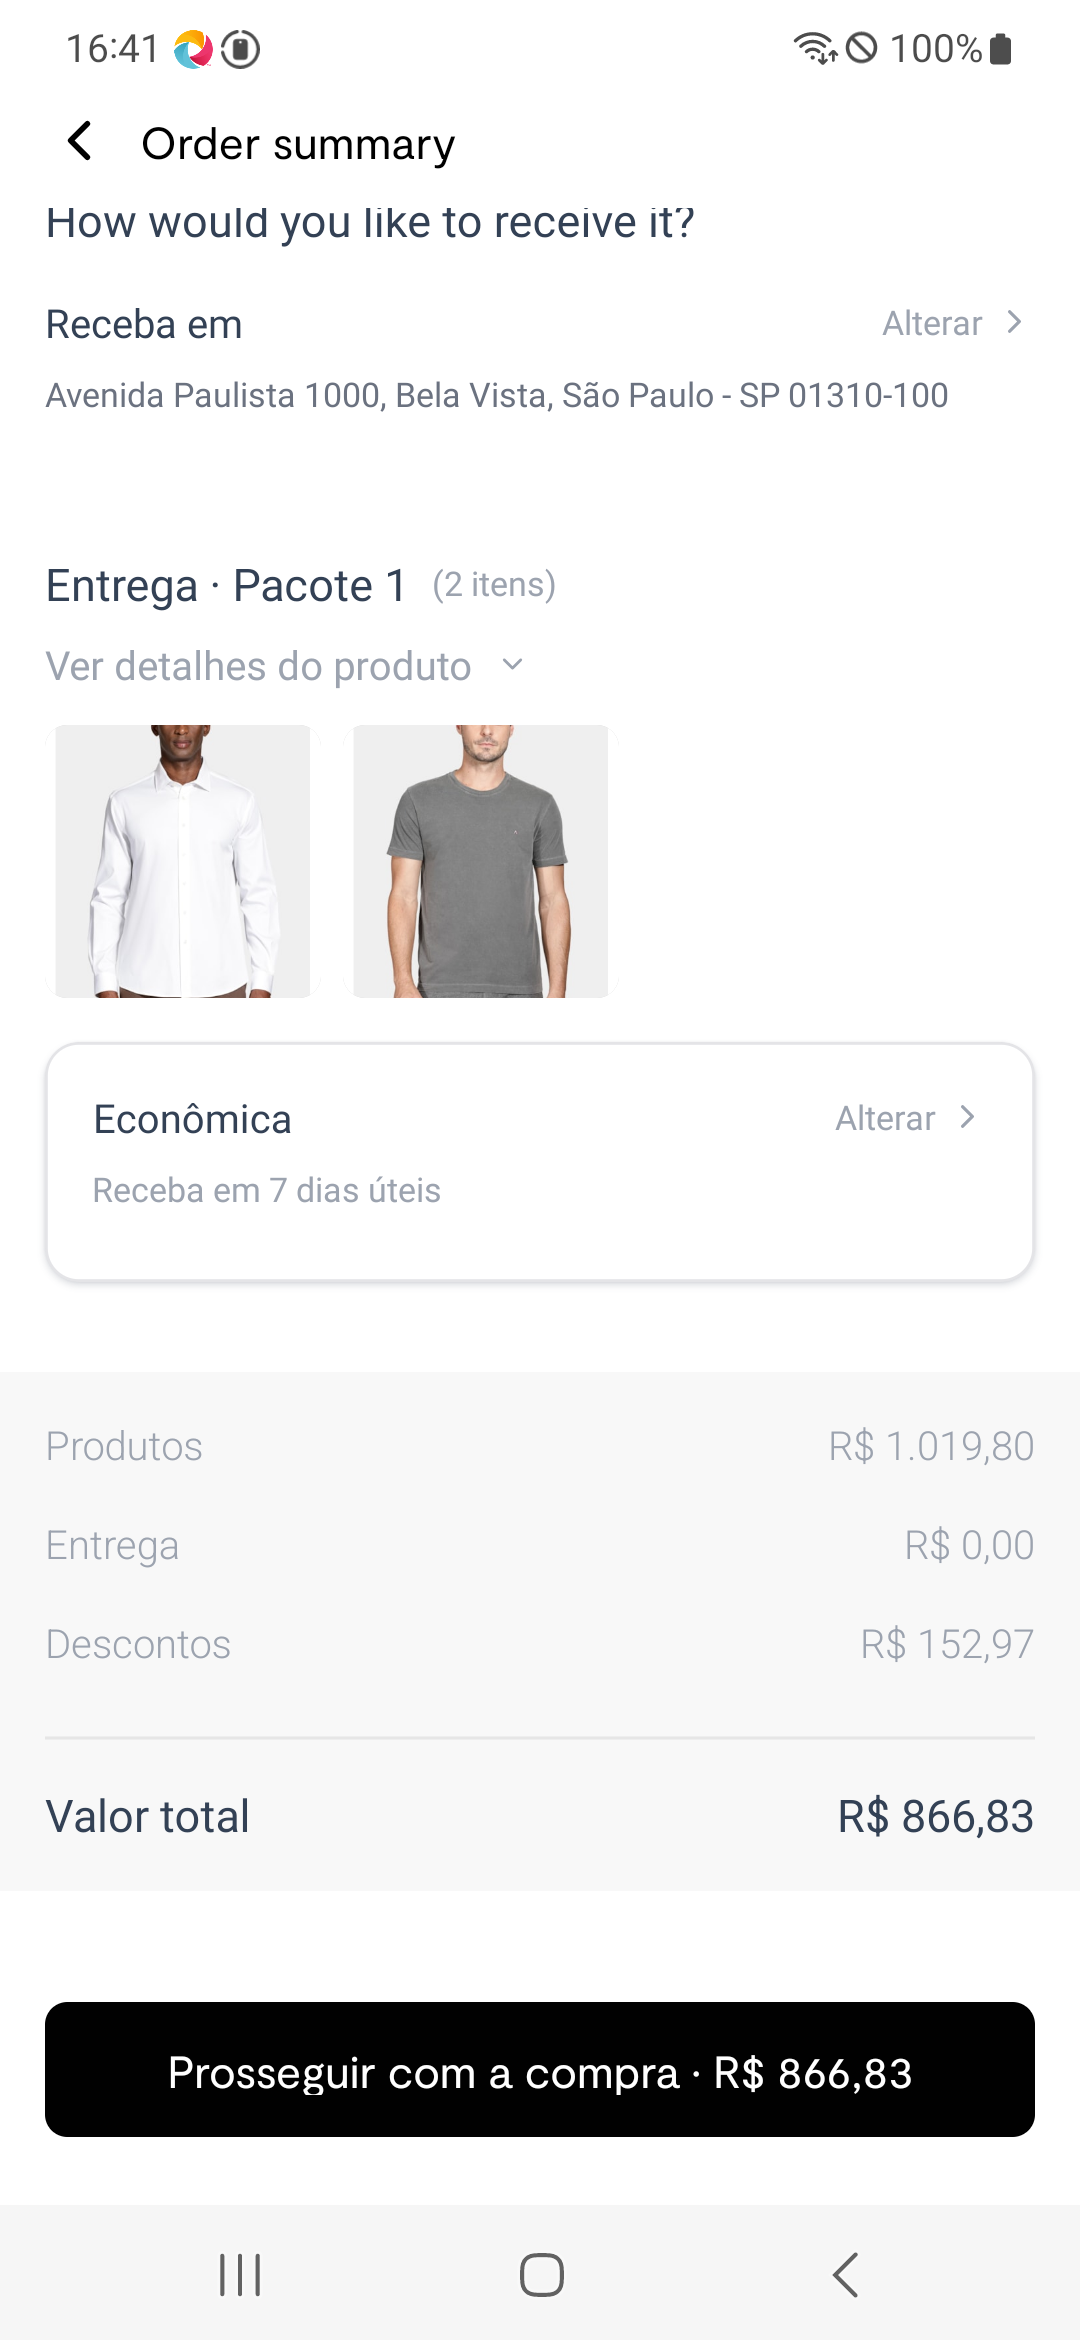 16:41
100%
Order summary
How would you like to receive it?
Receba em
Alterar
Avenida Paulista 1000, Bela Vista, São Paulo - SP 01310-100
Entrega · Pacote 1 (2 itens)
Ver detalhes do produto
Econômica
Alterar
Receba em 7 dias úteis
Produtos R$ 1.019,80
Entrega R$ 0,00
Descontos R$ 152,97
Valor total R$ 866,83
Prosseguir com a compra · R$ 866,83